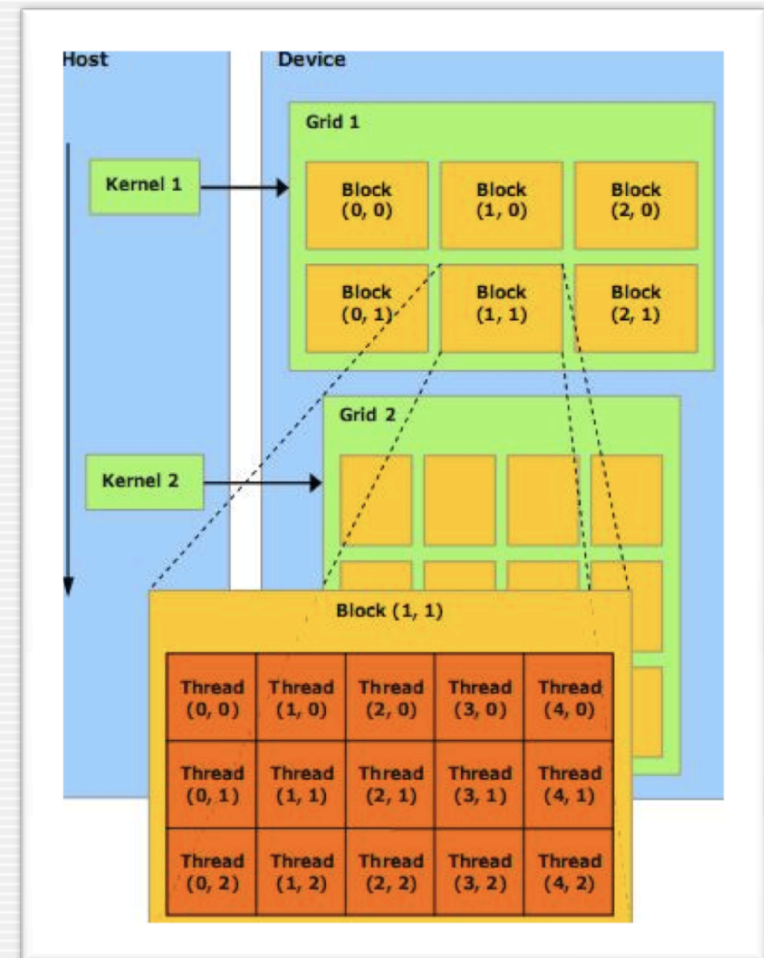 Host
Device
Grid 1
Kernel 1
Block
(0, 0)
Block
(1, 0)
Block
(2, 0)
Block
(0, 1)
Block
(1, 1)
Block
(2, 1)
Grid 2
Kernel 2
Block (1, 1)
Thread
(0, 0)
Thread
(1, 0)
Thread
(2, 0)
Thread
(3, 0)
Thread
(4, 0)
Thread
(0, 1)
Thread
(1, 1)
Thread
(2, 1)
Thread
(3, 1)
Thread
(4, 1)
Thread
(0, 2)
Thread
(1, 2)
Thread
(2, 2)
Thread
(3, 2)
Thread
(4, 2)